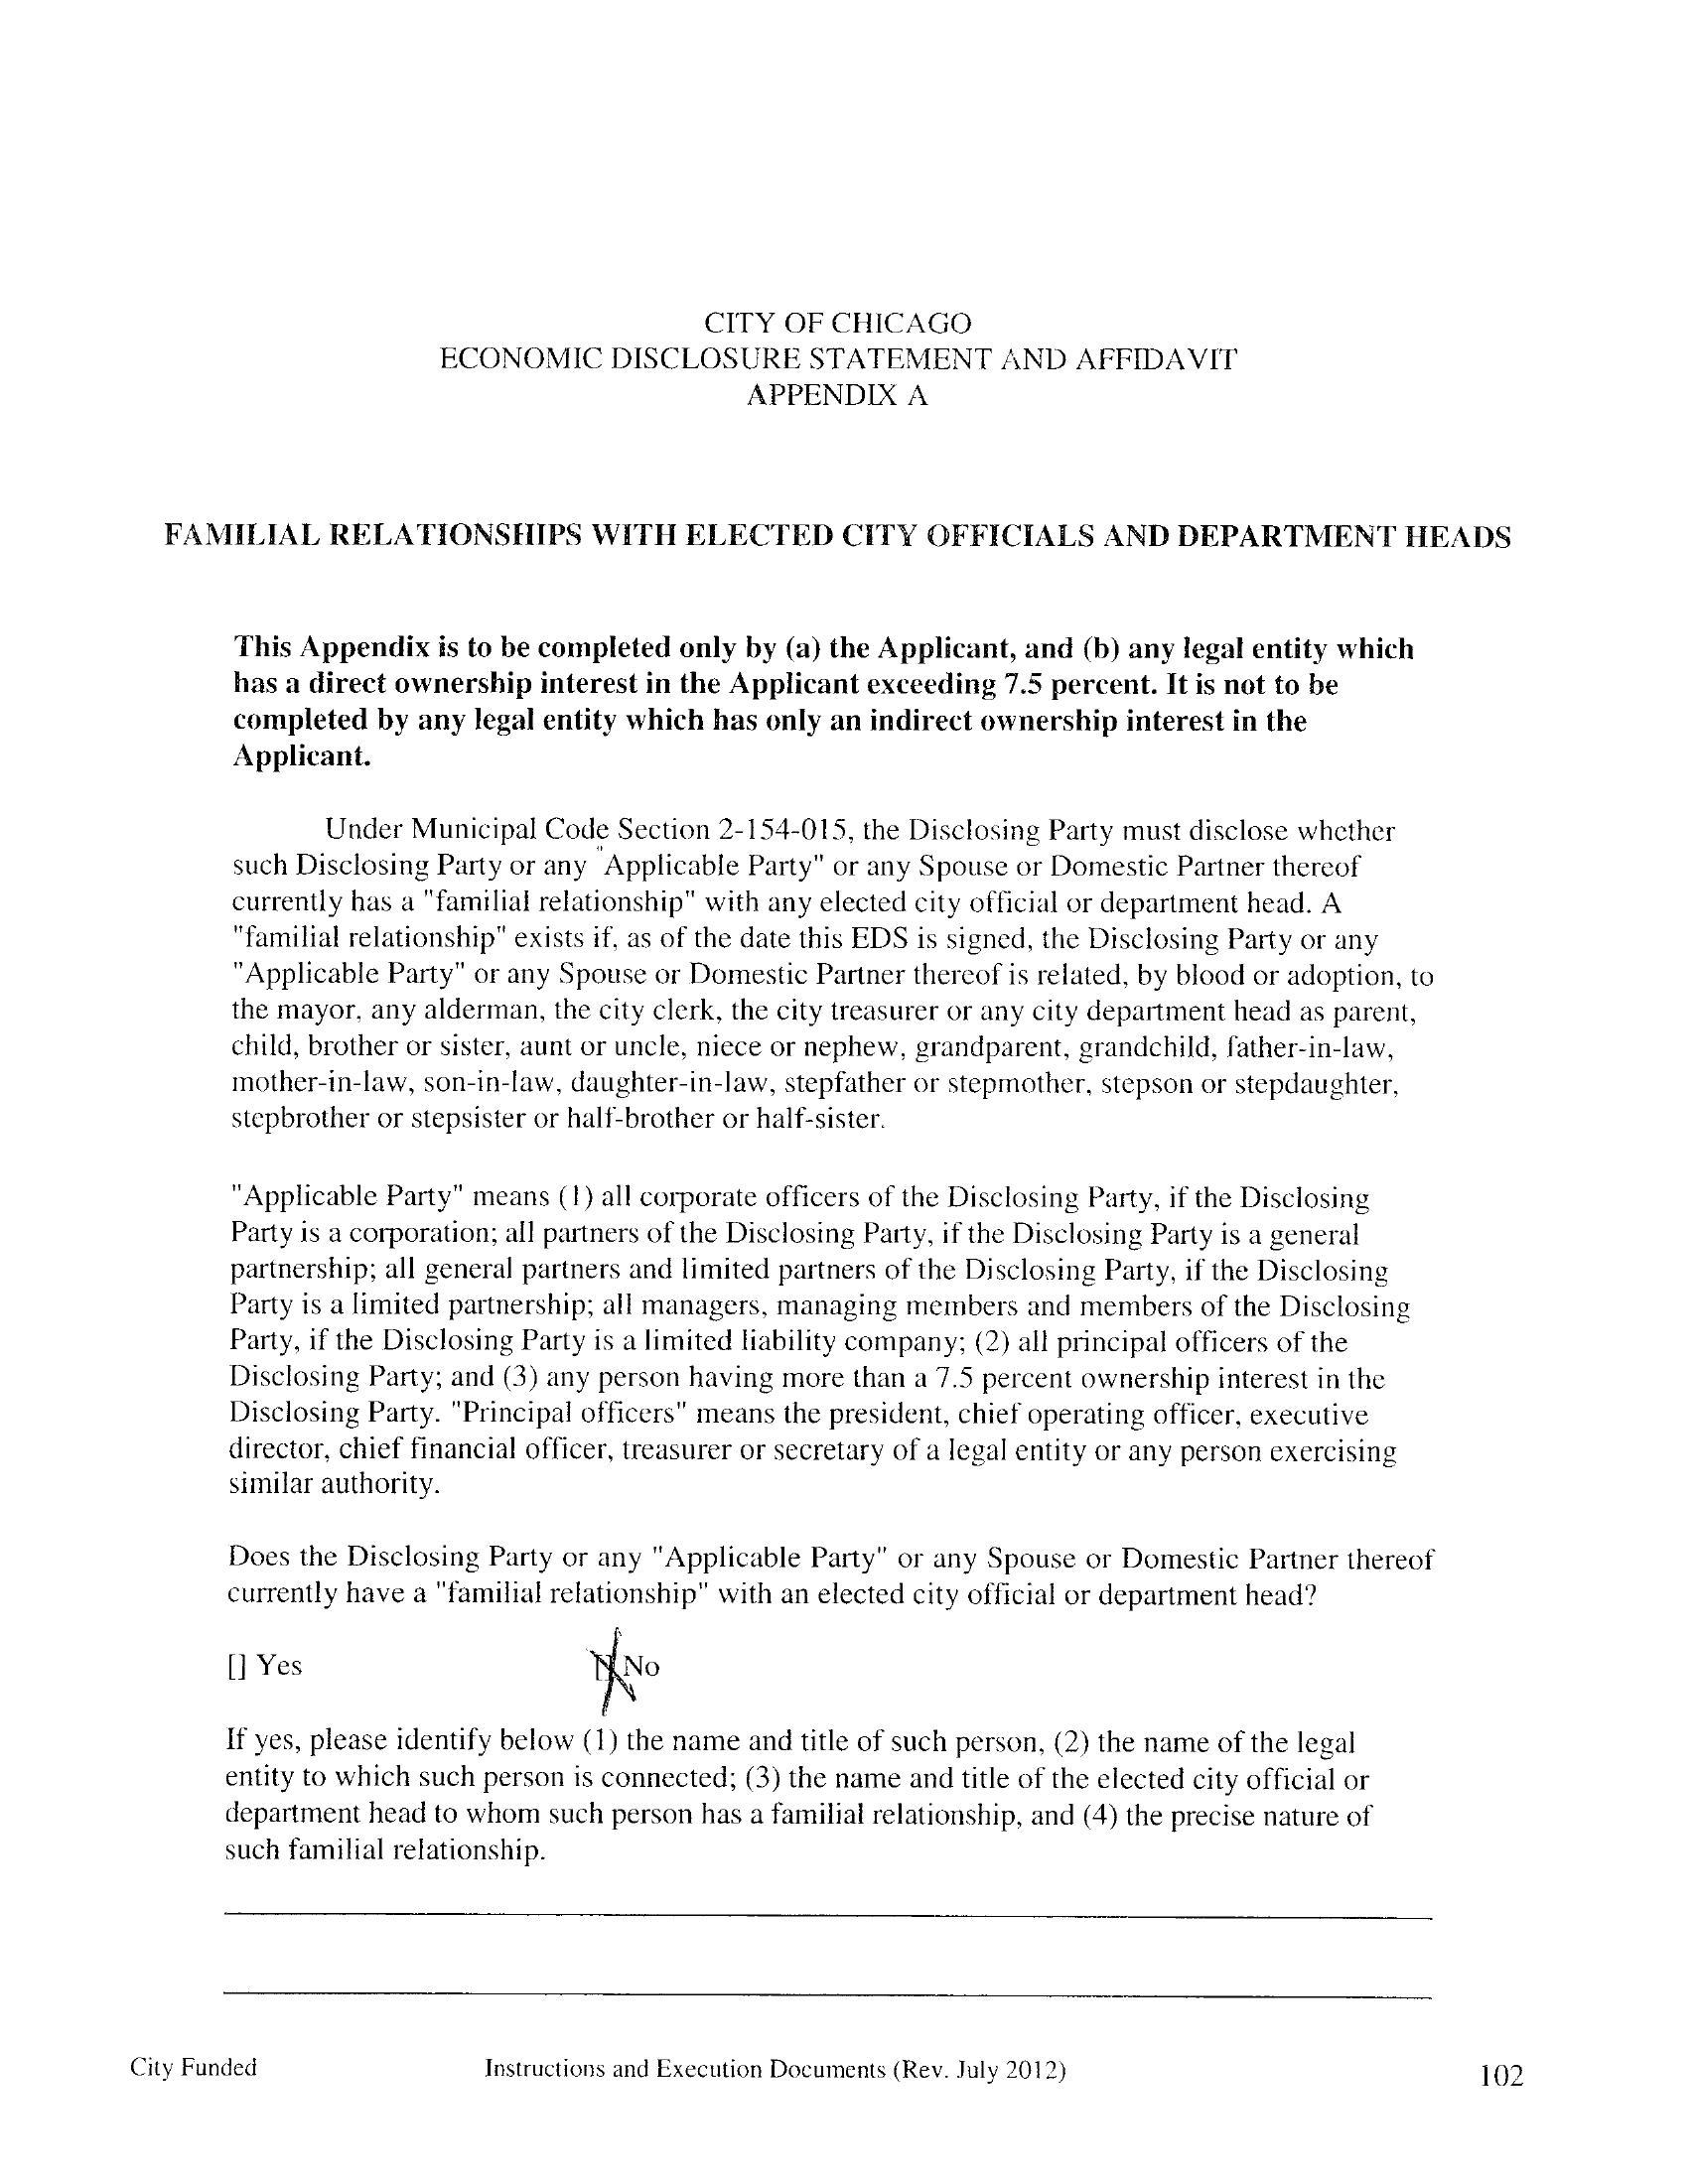 CITY OF CHICAGO
ECONOMIC DISCLOSURE STATEMENT AND AFFIDAVIT
APPENDIX A
FAMILIAL RELATIONSHIPS WITH ELECTED CITY OFFICIALS AND DEPARTMENT HEADS
This Appendix is to be completed only by (a) the Applicant, and (b) any legal entity which
has a direct ownership interest in the Applicant exceeding 7.5 percent. It is not to be
completed by any legal entity which has only an indirect ownership interest in the
Applicant.
Under Municipal Code Section 2-154-015, the Disclosing Party must disclose whether
such Disclosing Party or any "Applicable Party" or any Spouse or Domestic Partner thereof
currently has a "familial relationship" with any elected city official or department head. A
"familial relationship" exists if, as of the date this EDS is signed, the Disclosing Party or any
"Applicable Party" or any Spouse or Domestic Partner thereof is related, by blood or adoption, to
the mayor, any alderman, the city clerk, the city treasurer or any city department head as parent,
child, brother or sister, aunt or uncle, niece or nephew, grandparent, grandchild, father-in-law,
mother-in-law, son-in-law, daughter-in-law, stepfather or stepmother, stepson or stepdaughter,
stepbrother or stepsister or half-brother or half-sister.
"Applicable Party" means (1) all corporate officers of the Disclosing Party, if the Disclosing
Party is a corporation; all partners of the Disclosing Party, if the Disclosing Party is a general
partnership; all general partners and limited partners of the Disclosing Party, if the Disclosing
Party is a limited partnership; all managers, managing members and members of the Disclosing
Party, if the Disclosing Party is a limited liability company; (2) all principal officers of the
Disclosing Party; and (3) any person having more than a 7.5 percent ownership interest in the
Disclosing Party. "Principal officers" means the president, chief operating officer, executive
director, chief financial officer, treasurer or secretary of a legal entity or any person exercising
similar authority.
Does the Disclosing Party or any "Applicable Party" or any Spouse or Domestic Partner thereof
currently have a "familial relationship" with an elected city official or department head?
[] Yes [X] No
If yes, please identify below (1) the name and title of such person, (2) the name of the legal
entity to which such person is connected; (3) the name and title of the elected city official or
department head to whom such person has a familial relationship, and (4) the precise nature of
such familial relationship.
City Funded Instructions and Execution Documents (Rev. July 2012) 102